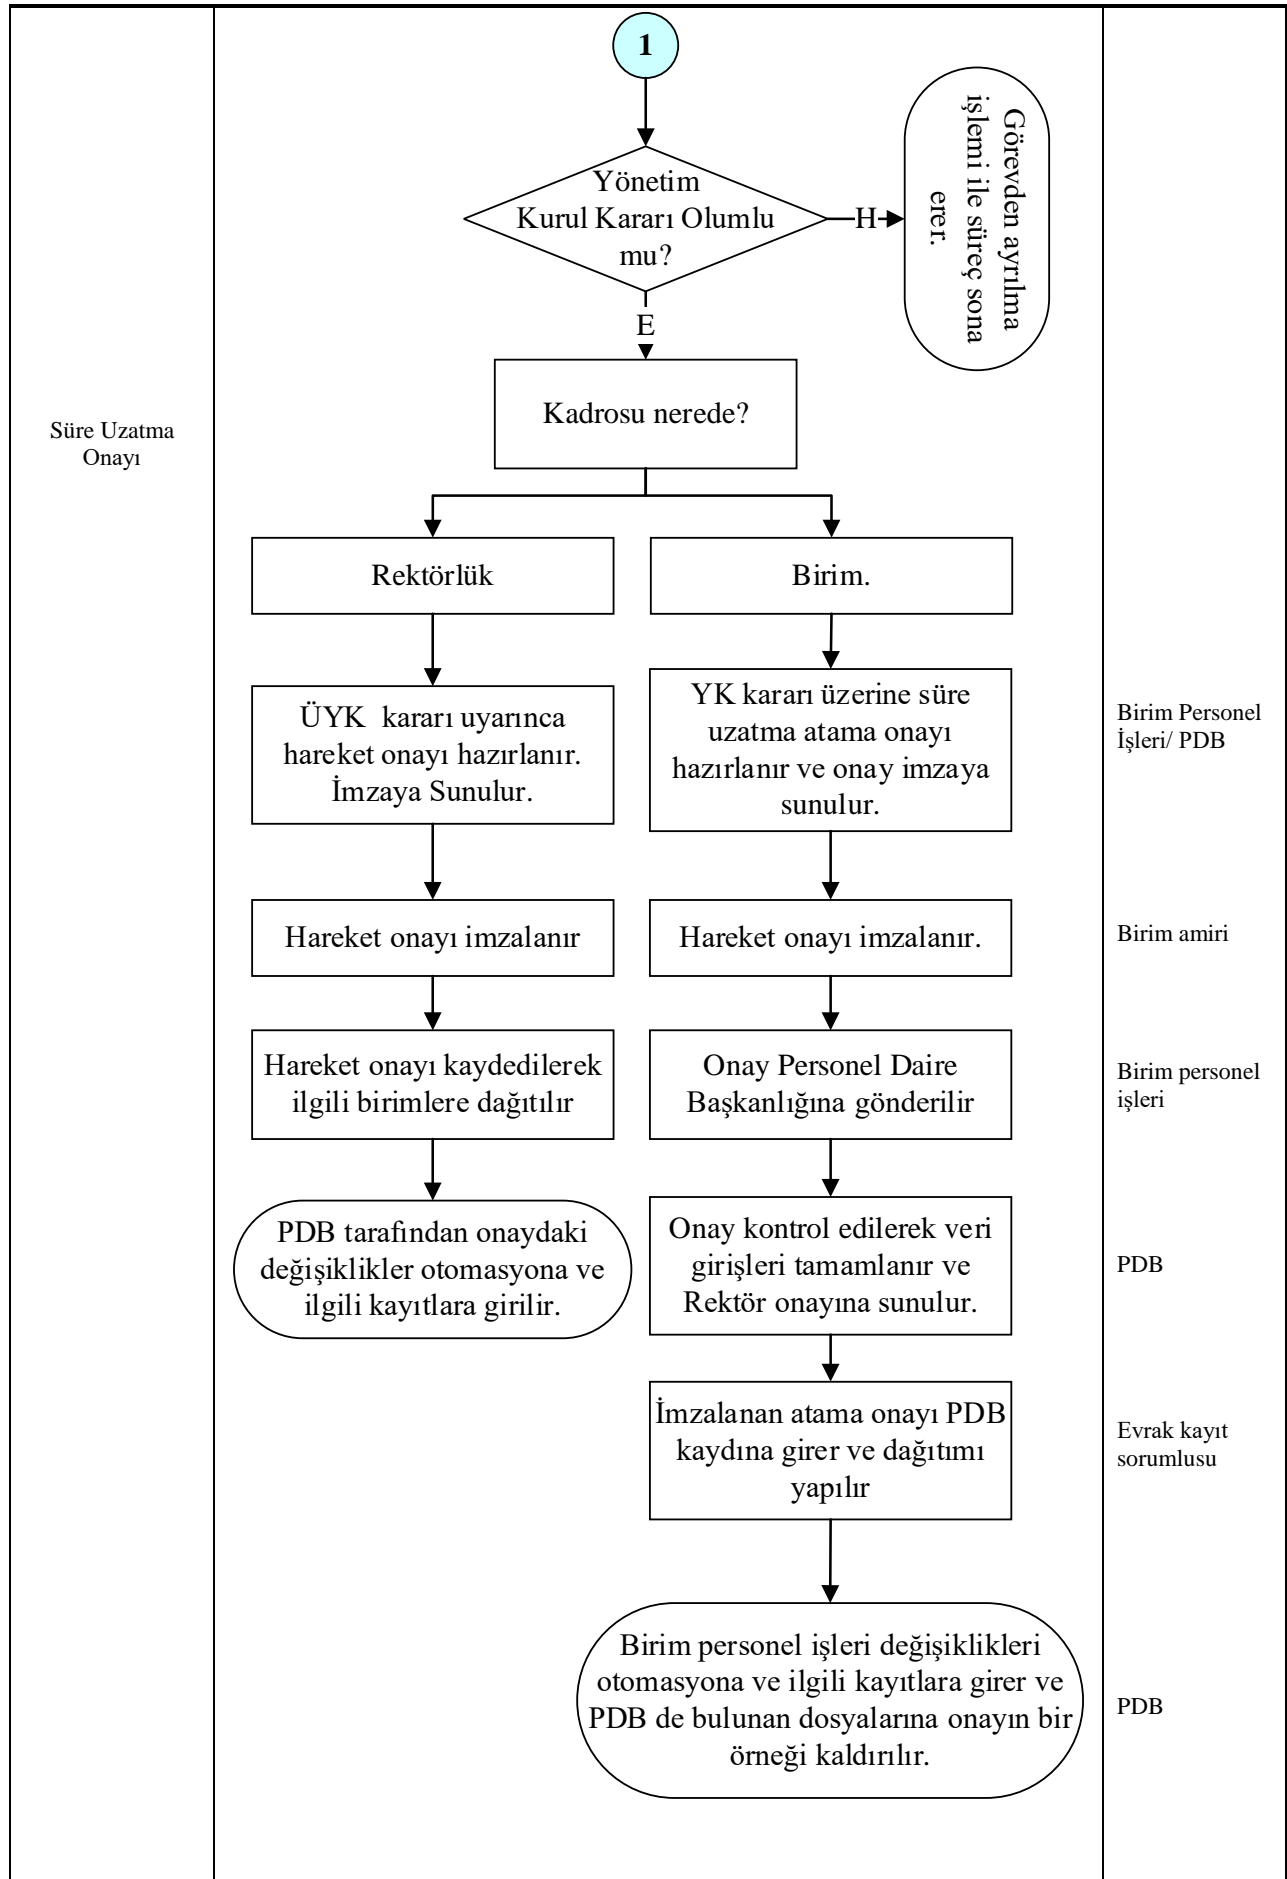 1
Yönetim
Kurul Kararı Olumlu
mu?
H
Görevden ayrılma
işlemi ile süreç sona
erer.
E
Kadrosu nerede?
Süre Uzatma
Onayı
Rektörlük
Birim.
ÜYK  kararı uyarınca
hareket onayı hazırlanır.
İmzaya Sunulur.
YK kararı üzerine süre
uzatma atama onayı
hazırlanır ve onay imzaya
sunulur.
Birim Personel
İşleri/ PDB
Hareket onayı imzalanır
Hareket onayı imzalanır.
Birim amiri
Hareket onayı kaydedilerek
ilgili birimlere dağıtılır
Onay Personel Daire
Başkanlığına gönderilir
Birim personel
işleri
PDB tarafından onaydaki
değişiklikler otomasyona ve
ilgili kayıtlara girilir.
Onay kontrol edilerek veri
girişleri tamamlanır ve
Rektör onayına sunulur.
PDB
İmzalanan atama onayı PDB
kaydına girer ve dağıtımı
yapılır
Evrak kayıt
sorumlusu
Birim personel işleri değişiklikleri
otomasyona ve ilgili kayıtlara girer ve
PDB de bulunan dosyalarına onayın bir
örneği kaldırılır.
PDB